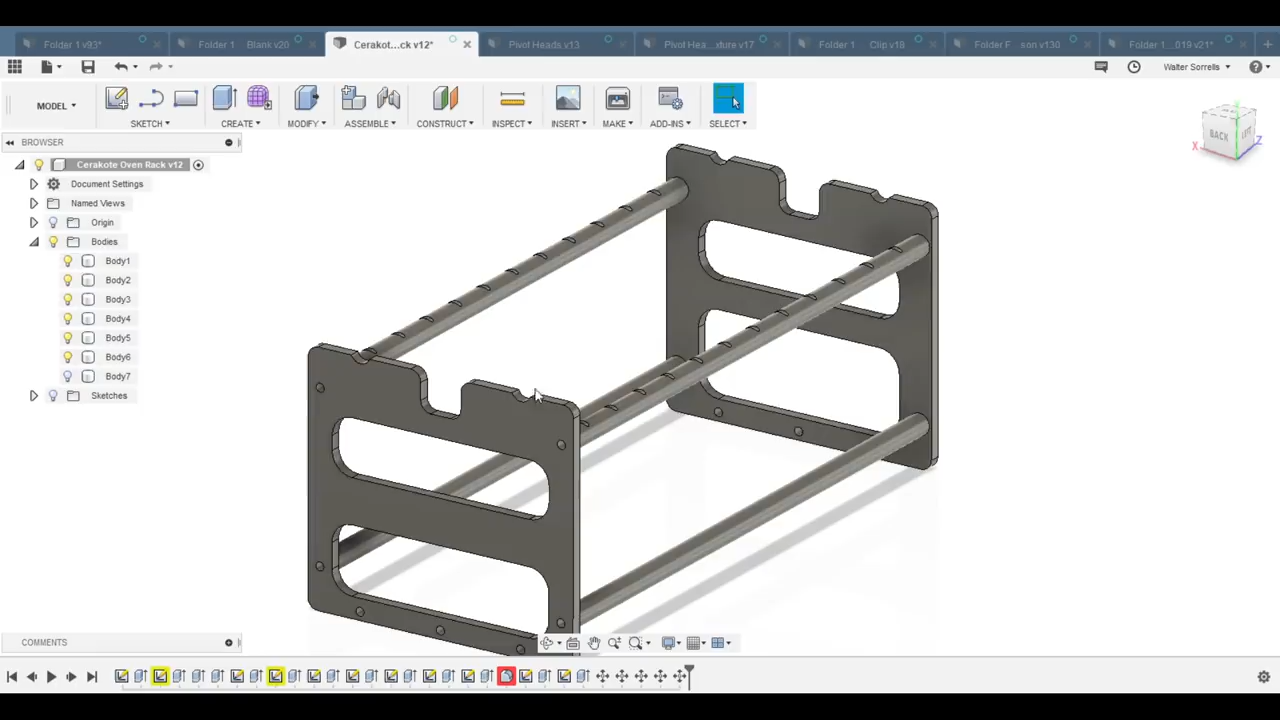 Folder 1 v93*
Folder 1 Blank v20
Cerakot...ck v12*
Pivot Heads v13
Pivot Hea...xture v17
Folder 1 Clip v18
Folder F...son v130
Folder 1...019 v21*
Walter Sorrells
MODEL
SKETCH
CREATE
MODIFY
ASSEMBLE
CONSTRUCT
INSPECT
INSERT
MAKE
ADD-INS
SELECT
BROWSER
BACK
X
Z
Cerakote Oven Rack v12
Document Settings
Named Views
Origin
Bodies
Body1
Body2
Body3
Body4
Body5
Body6
Body7
Sketches
COMMENTS